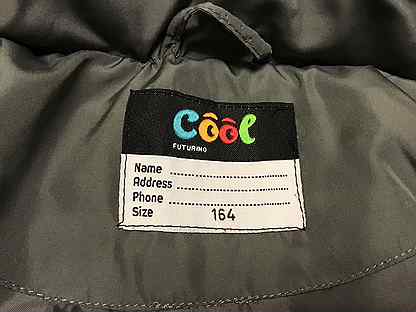 Cool
FUTURINO
Name ........................
Address ........................
Phone ........................
Size 164